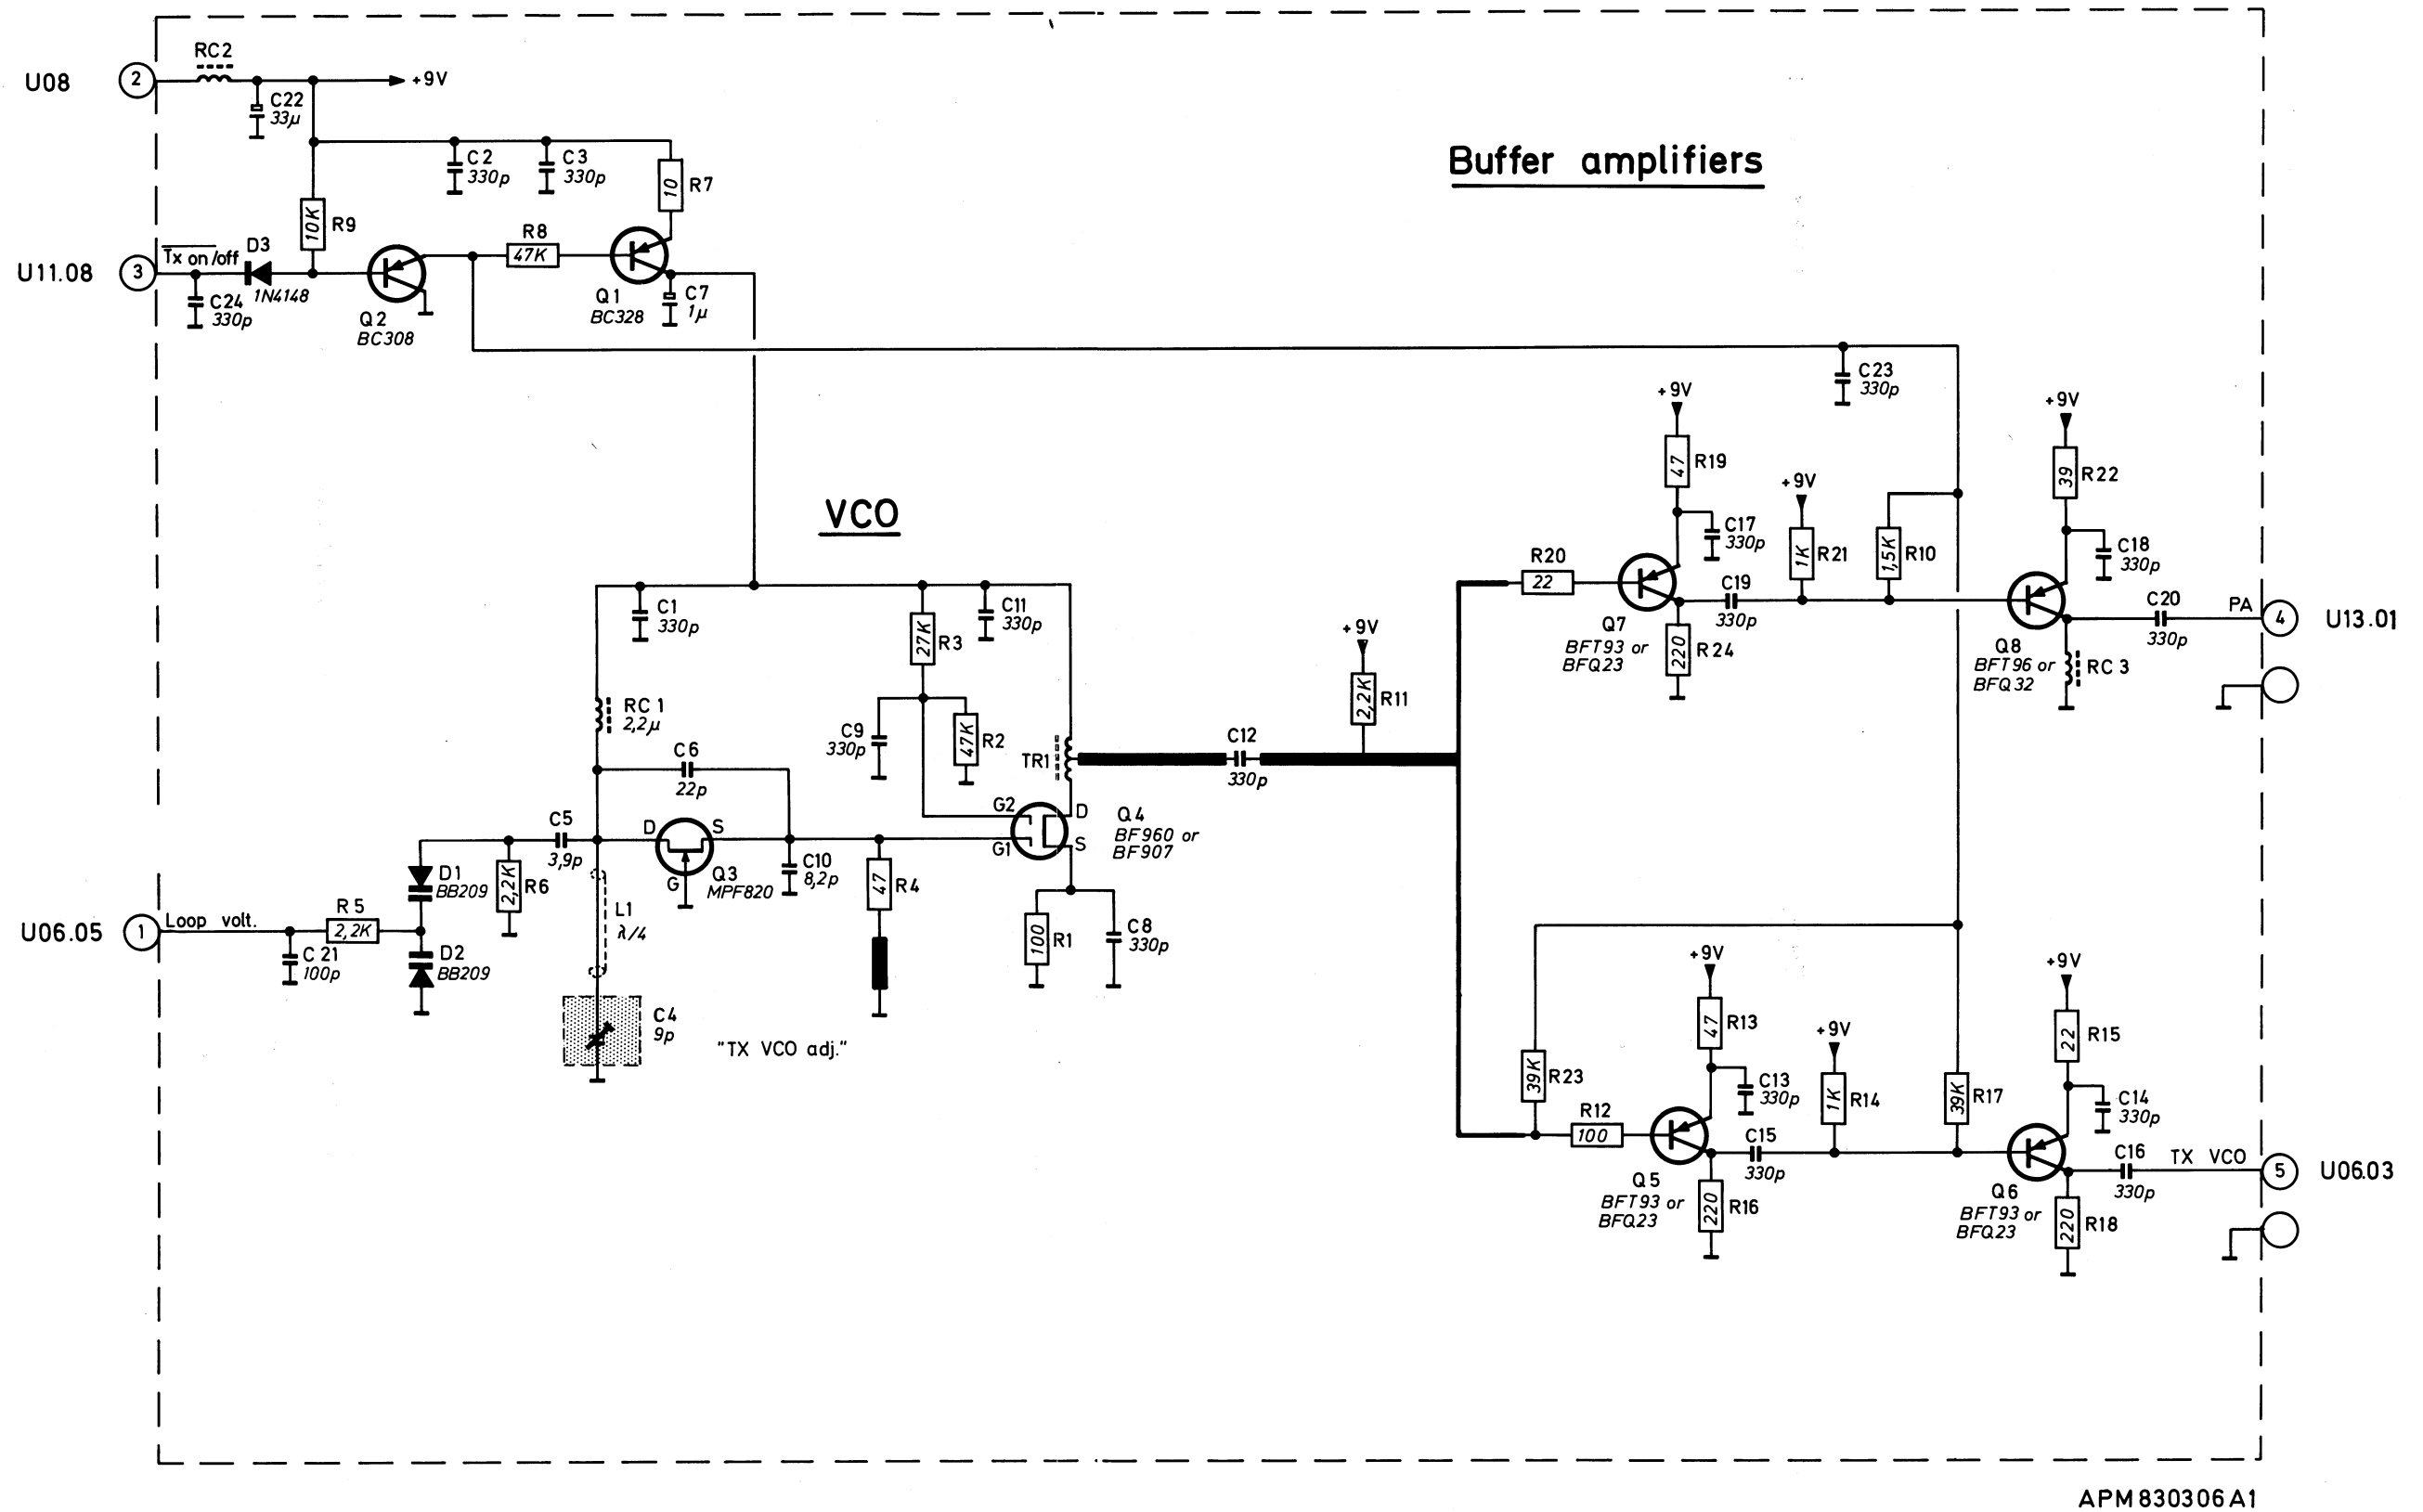 RC2
U08
2
+9V
C22
33μ
C2
330p
C3
330p
10
R7
Buffer amplifiers
10K
R9
R8
47K
U11.08
3
Tx on/off
D3
1N4148
C24
330p
Q2
BC308
Q1
BC328
C7
1μ
C23
330p
+9V
47
R19
C17
330p
+9V
+9V
39
R22
C18
330p
VCO
R20
22
1K
R21
1,5K
R10
Q7
BFT93 or
BFQ23
C19
330p
220
R24
Q8
BFT96 or
BFQ32
C20
330p
PA
4
U13.01
RC 3
C1
330p
27K
R3
C11
330p
RC 1
2,2μ
C9
330p
47K
R2
+9V
2,2K
R11
TR1
C12
330p
C6
22p
G2
G1
D
S
Q4
BF960 or
BF907
C5
3,9p
D
S
G
Q3
MPF820
C10
8,2p
47
R4
D1
BB209
2,2K
R6
U06.05
1
Loop volt.
R5
2,2K
C21
100p
D2
BB209
L1
λ/4
100
R1
C8
330p
C4
9p
"TX VCO adj."
+9V
47
R13
C13
330p
+9V
+9V
22
R15
C14
330p
39K
R23
R12
100
1K
R14
39K
R17
Q5
BFT93 or
BFQ23
C15
330p
220
R16
Q6
BFT93 or
BFQ23
C16
330p
TX VCO
5
U06.03
220
R18
APM830306A1